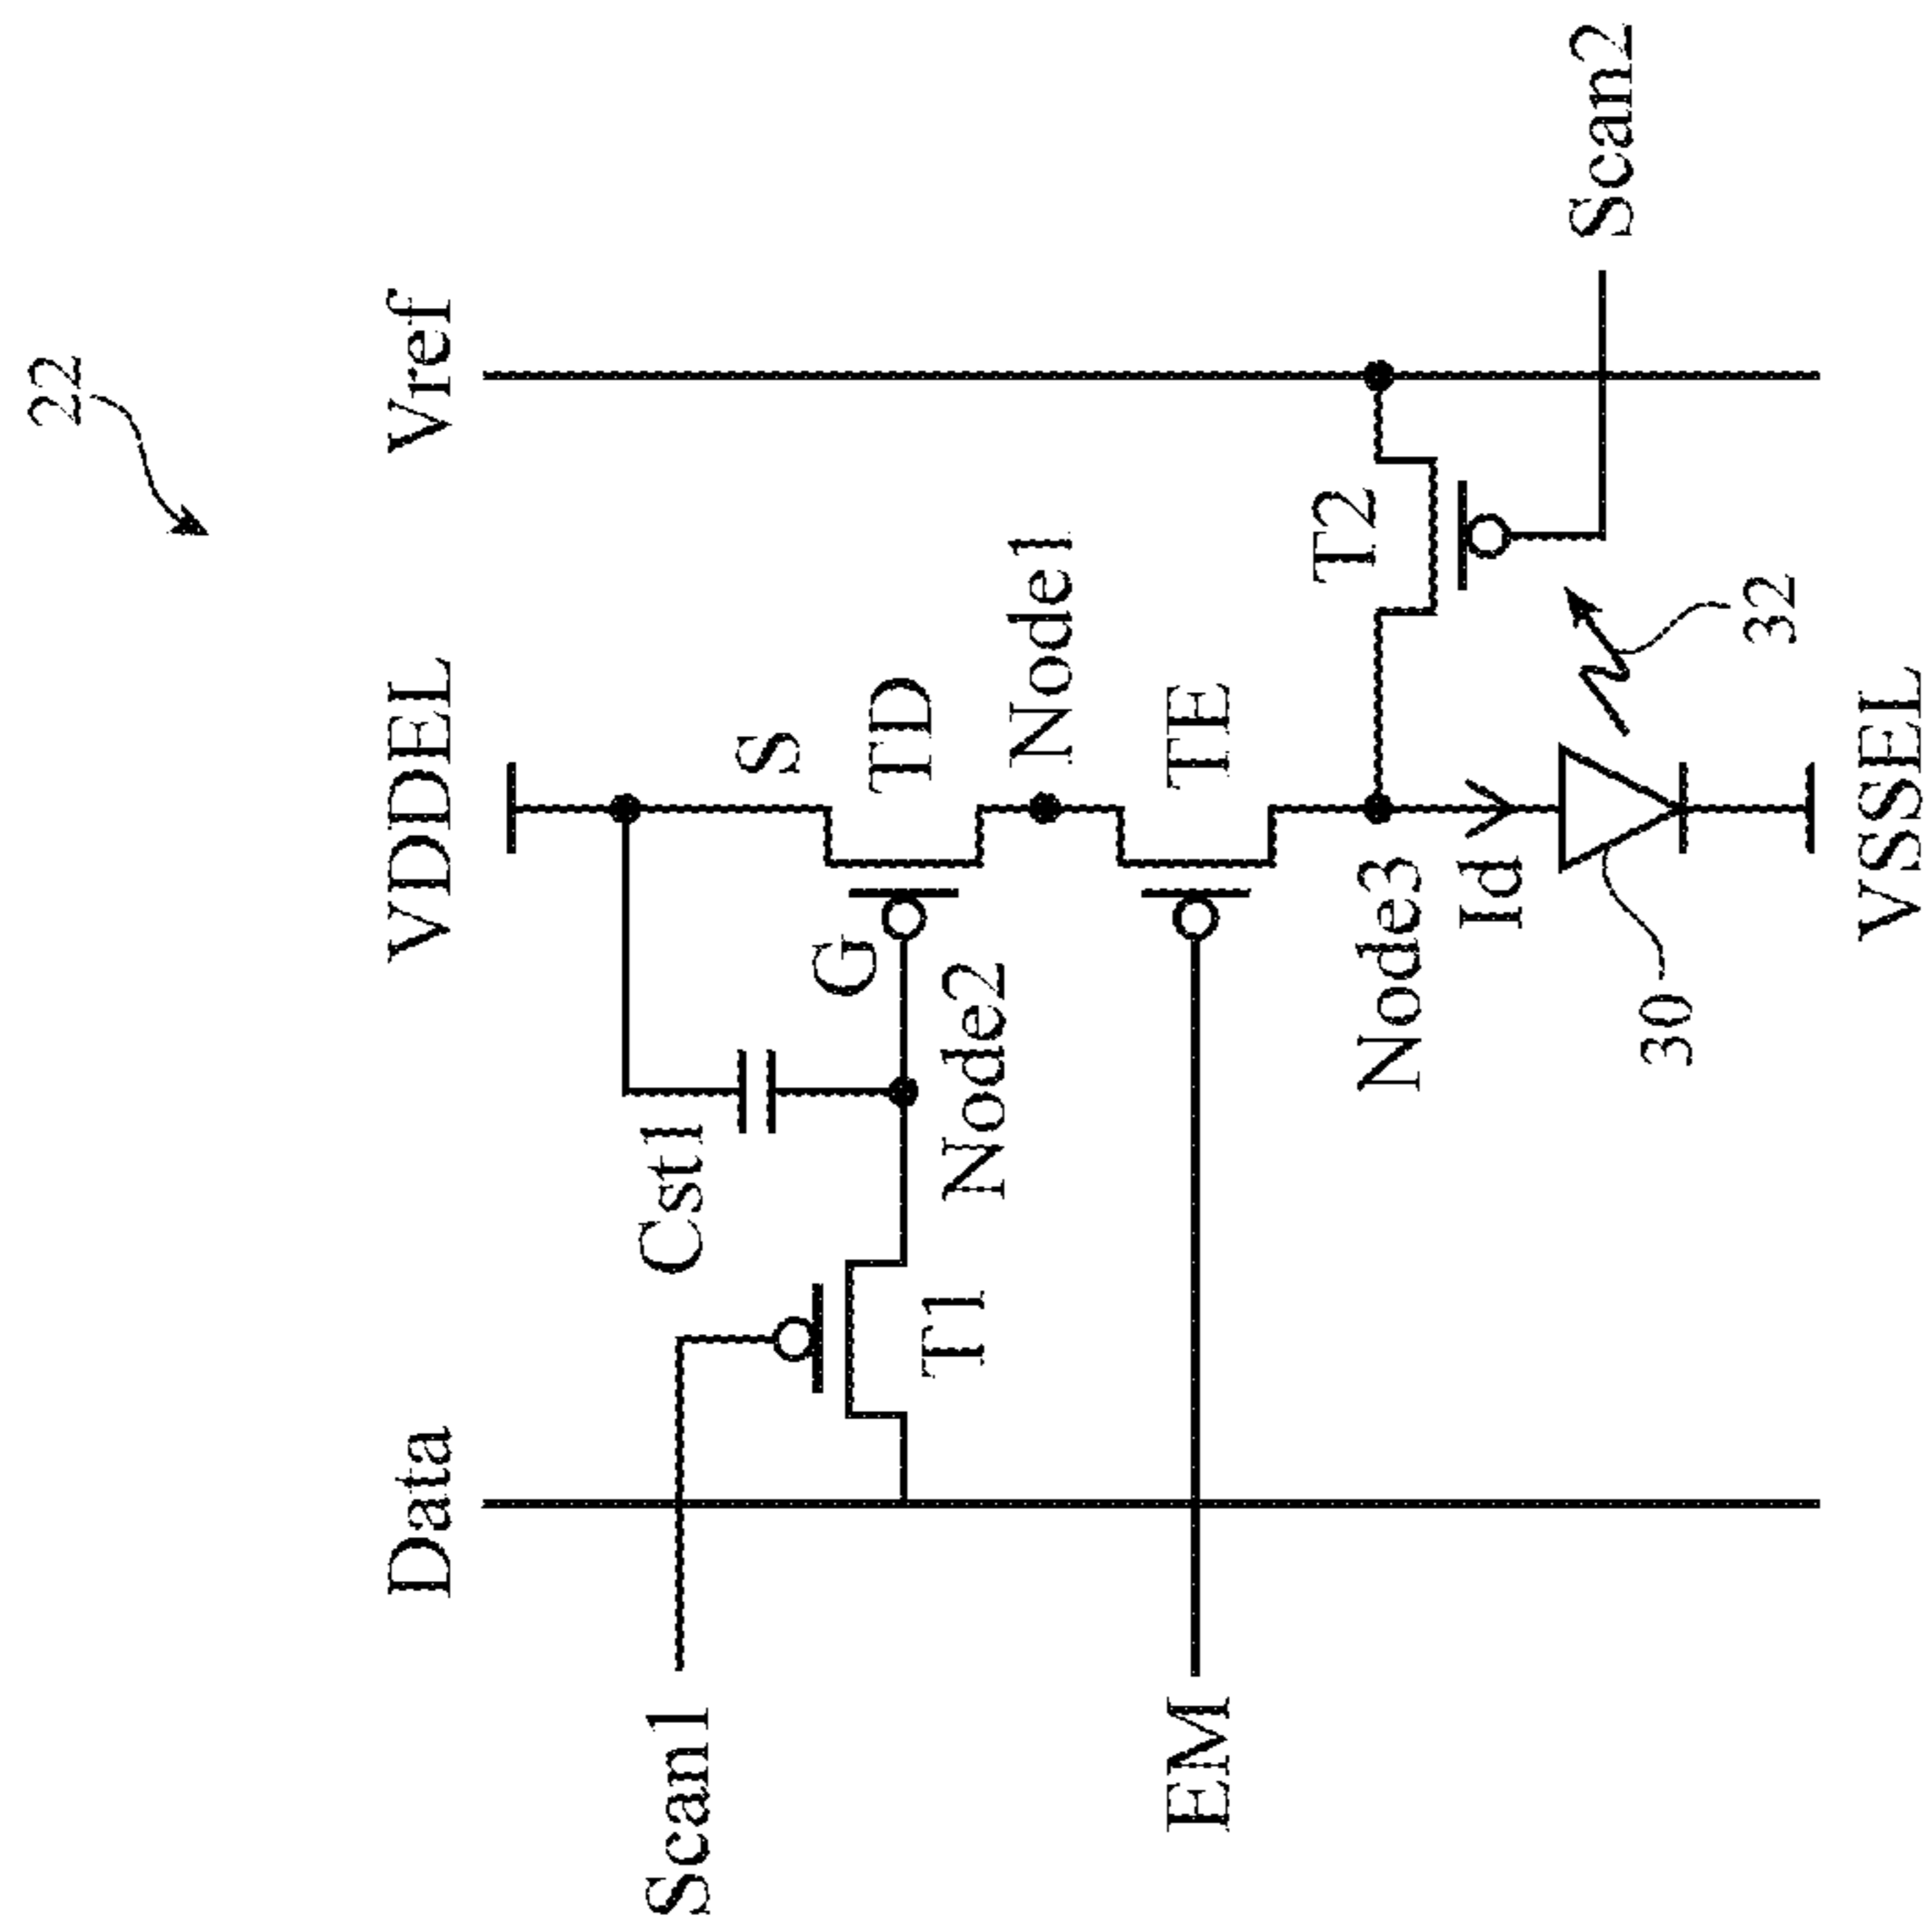 22
Data
VDDEL
Vref
Scan1
Cst1
S
G
TD
T1
Node2
Node1
EM
TE
T2
Node3
Id
Scan2
30
32
VSSEL